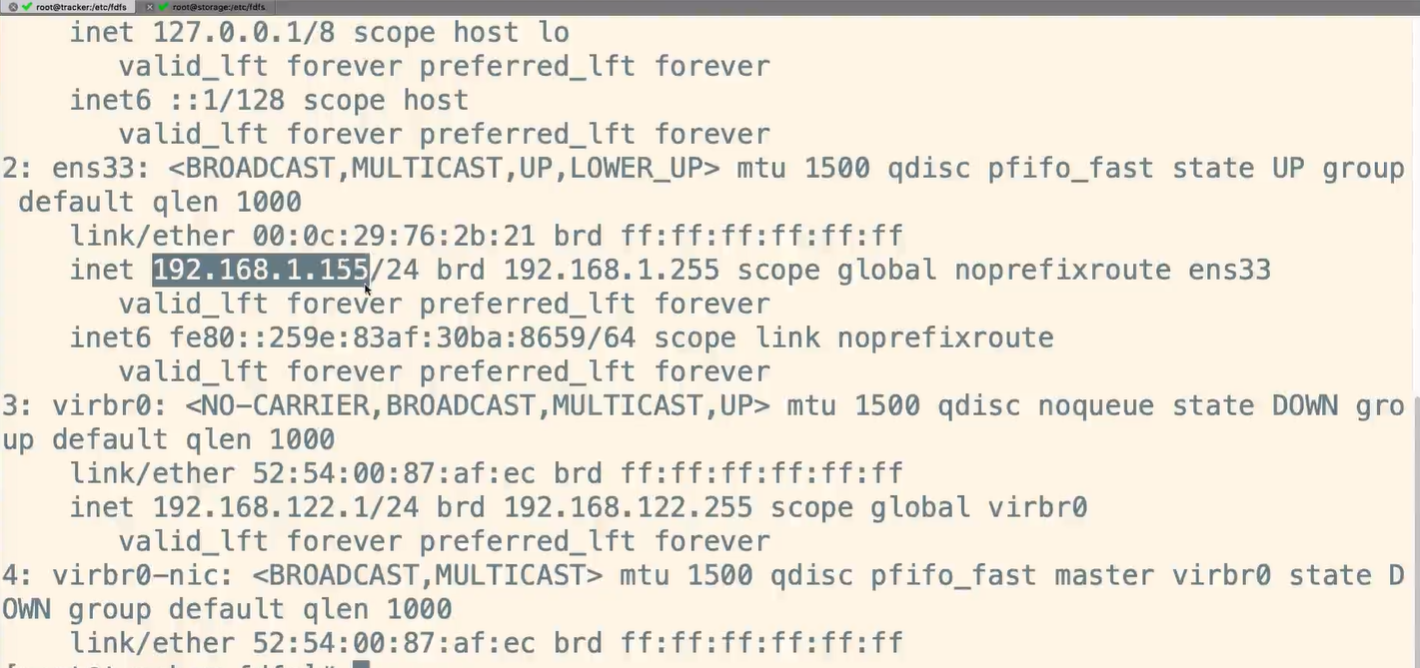 root@tracker:/etc/fdfs root@storage:/etc/fdfs
inet 127.0.0.1/8 scope host lo
valid_lft forever preferred_lft forever
inet6 ::1/128 scope host
valid_lft forever preferred_lft forever
2: ens33: <BROADCAST,MULTICAST,UP,LOWER_UP> mtu 1500 qdisc pfifo_fast state UP group
default qlen 1000
link/ether 00:0c:29:76:2b:21 brd ff:ff:ff:ff:ff:ff
inet 192.168.1.155/24 brd 192.168.1.255 scope global noprefixroute ens33
valid_lft forever preferred_lft forever
inet6 fe80::259e:83af:30ba:8659/64 scope link noprefixroute
valid_lft forever preferred_lft forever
3: virbr0: <NO-CARRIER,BROADCAST,MULTICAST,UP> mtu 1500 qdisc noqueue state DOWN gro
up default qlen 1000
link/ether 52:54:00:87:af:ec brd ff:ff:ff:ff:ff:ff
inet 192.168.122.1/24 brd 192.168.122.255 scope global virbr0
valid_lft forever preferred_lft forever
4: virbr0-nic: <BROADCAST,MULTICAST> mtu 1500 qdisc pfifo_fast master virbr0 state D
OWN group default qlen 1000
link/ether 52:54:00:87:af:ec brd ff:ff:ff:ff:ff:ff